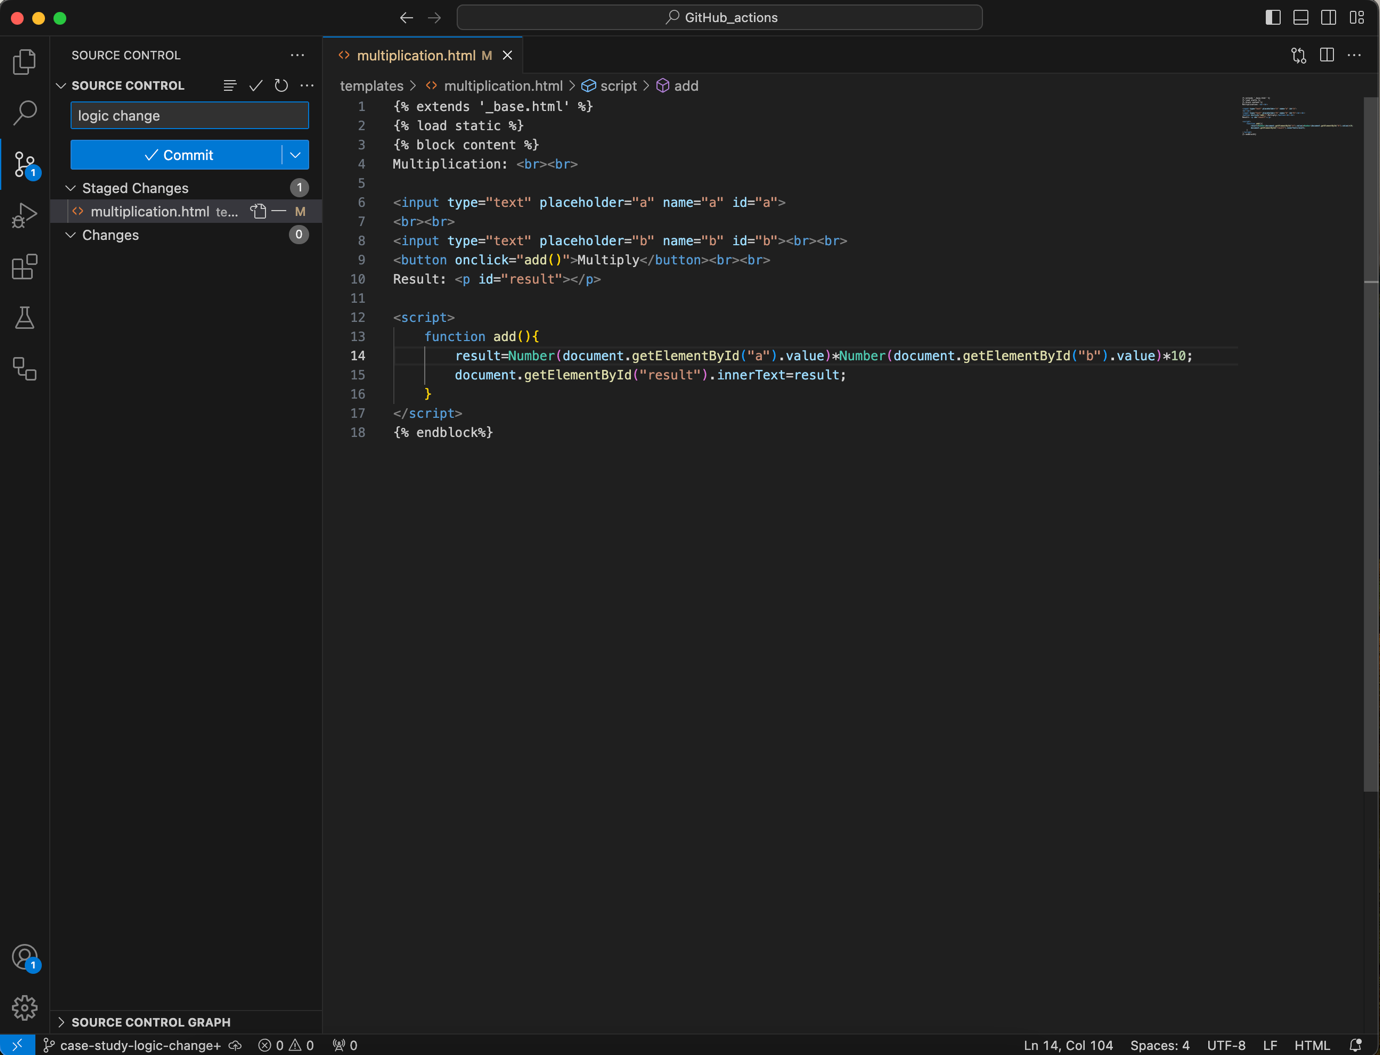 GitHub_actions
SOURCE CONTROL
SOURCE CONTROL
logic change
Commit
Staged Changes 1
multiplication.html te... M
Changes 0
1
1
SOURCE CONTROL GRAPH
multiplication.html M
templates > multiplication.html > script > add
1 {% extends '_base.html' %}
2 {% load static %}
3 {% block content %}
4 Multiplication: <br><br>
5
6 <input type="text" placeholder="a" name="a" id="a">
7 <br><br>
8 <input type="text" placeholder="b" name="b" id="b"><br><br>
9 <button onclick="add()">Multiply</button><br><br>
10 Result: <p id="result"></p>
11
12 <script>
13 function add(){
14 result=Number(document.getElementById("a").value)*Number(document.getElementById("b").value)*10;
15 document.getElementById("result").innerText=result;
16 }
17 </script>
18 {% endblock%}
case-study-logic-change+ 0 0 0 Ln 14, Col 104 Spaces: 4 UTF-8 LF HTML